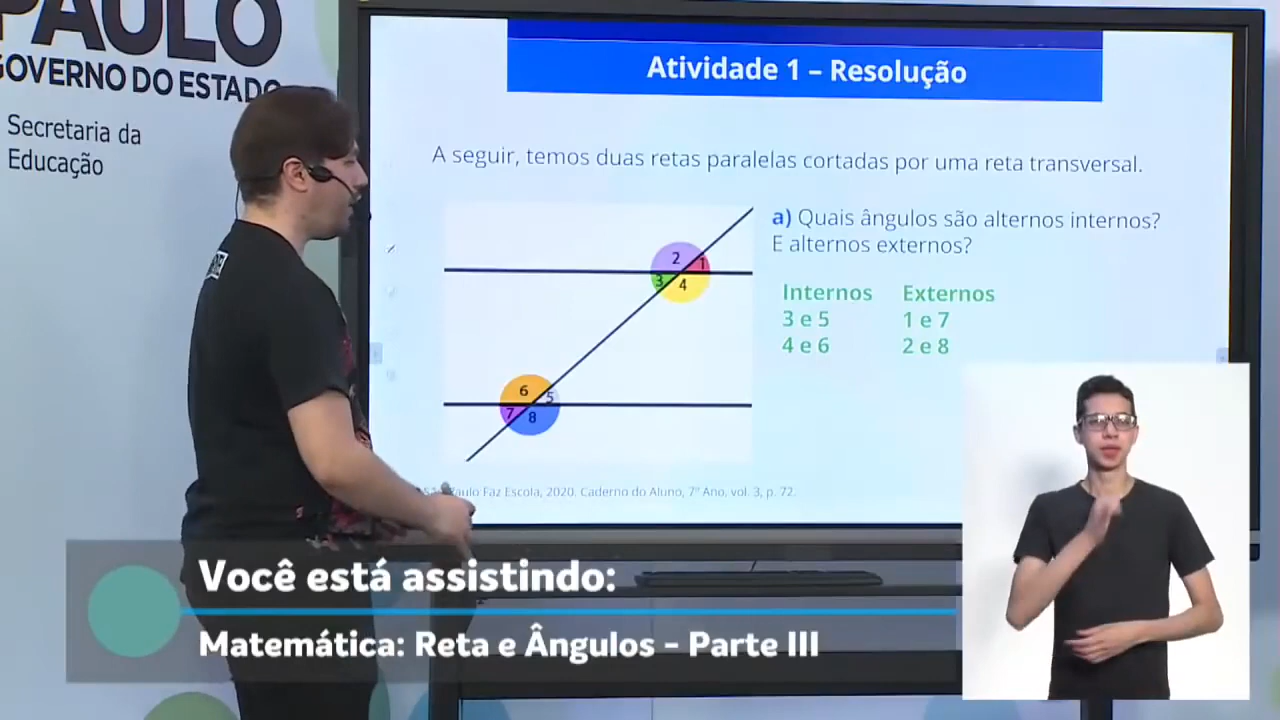 PAULO
GOVERNO DO ESTADO
Secretaria da
Educação
Atividade 1 – Resolução
A seguir, temos duas retas paralelas cortadas por uma reta transversal.
2
1
3
4
6
5
7
8
a) Quais ângulos são alternos internos?
E alternos externos?
Internos Externos
3 e 5 1 e 7
4 e 6 2 e 8
Paulo Faz Escola, 2020. Caderno do Aluno, 7º Ano, vol. 3, p. 72.
Você está assistindo:
Matemática: Reta e Ângulos – Parte III